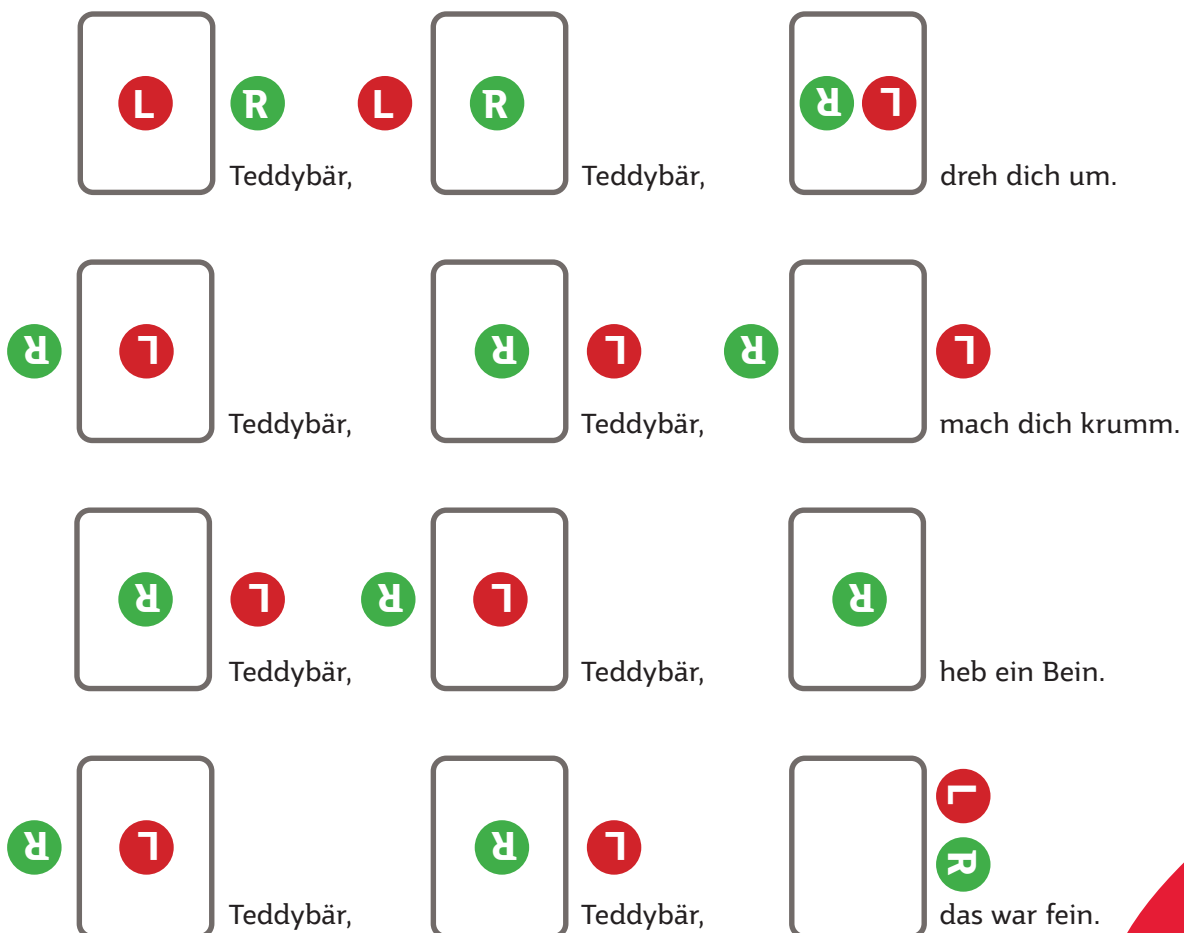 L R L R R L
Teddybär, Teddybär, dreh dich um.
R L R L R L
Teddybär, Teddybär, mach dich krumm.
R L R L R
Teddybär, Teddybär, heb ein Bein.
L
R L R L R
Teddybär, Teddybär, das war fein.